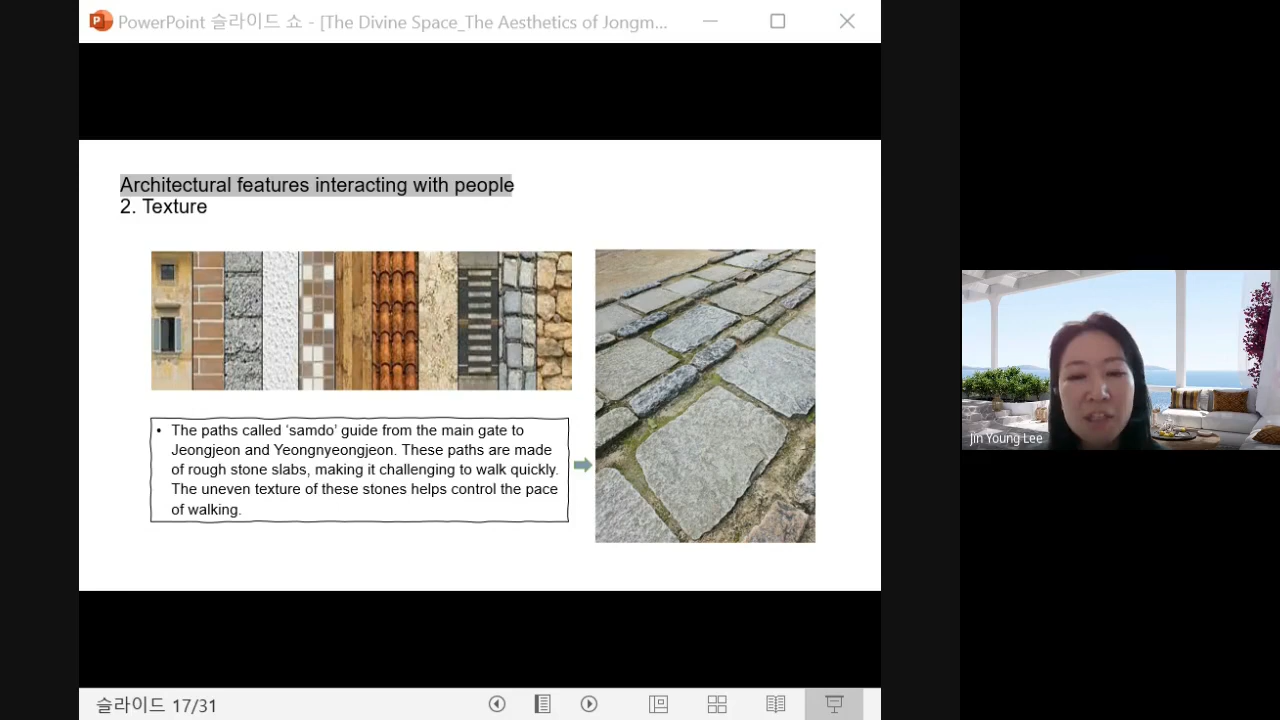 PowerPoint 슬라이드 쇼 - [The Divine Space_The Aesthetics of Jongm...
Architectural features interacting with people
2. Texture
• The paths called ‘samdo’ guide from the main gate to
Jeongjeon and Yeongnyeongjeon. These paths are made
of rough stone slabs, making it challenging to walk quickly.
The uneven texture of these stones helps control the pace
of walking.
Jin Young Lee
슬라이드 17/31